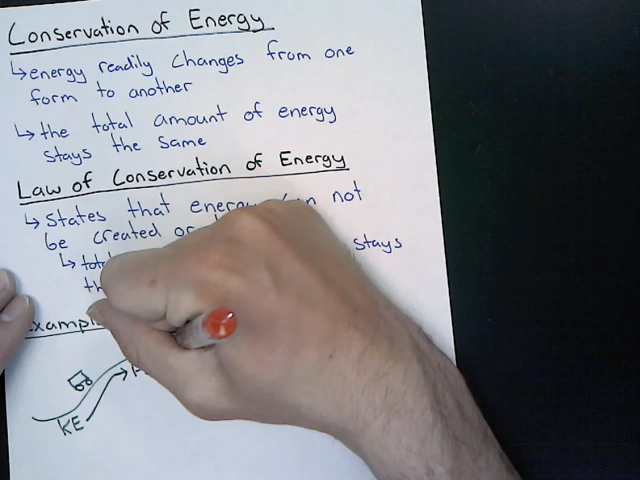 Conservation of Energy
↳energy readily changes from one
form to another
↳the total amount of energy
stays the same
Law of Conservation of Energy
↳States that energy not
be created or
↳ stays
KE